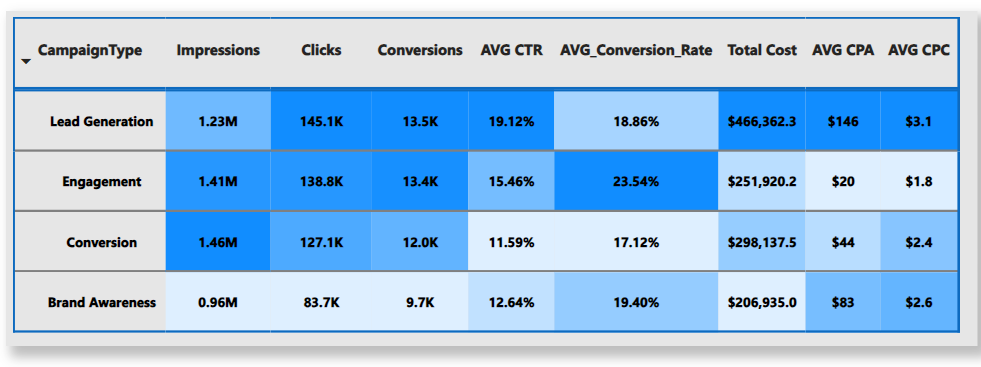 CampaignType Impressions Clicks Conversions AVG CTR AVG_Conversion_Rate Total Cost AVG CPA AVG CPC
Lead Generation 1.23M 145.1K 13.5K 19.12% 18.86% $466,362.3 $146 $3.1
Engagement 1.41M 138.8K 13.4K 15.46% 23.54% $251,920.2 $20 $1.8
Conversion 1.46M 127.1K 12.0K 11.59% 17.12% $298,137.5 $44 $2.4
Brand Awareness 0.96M 83.7K 9.7K 12.64% 19.40% $206,935.0 $83 $2.6